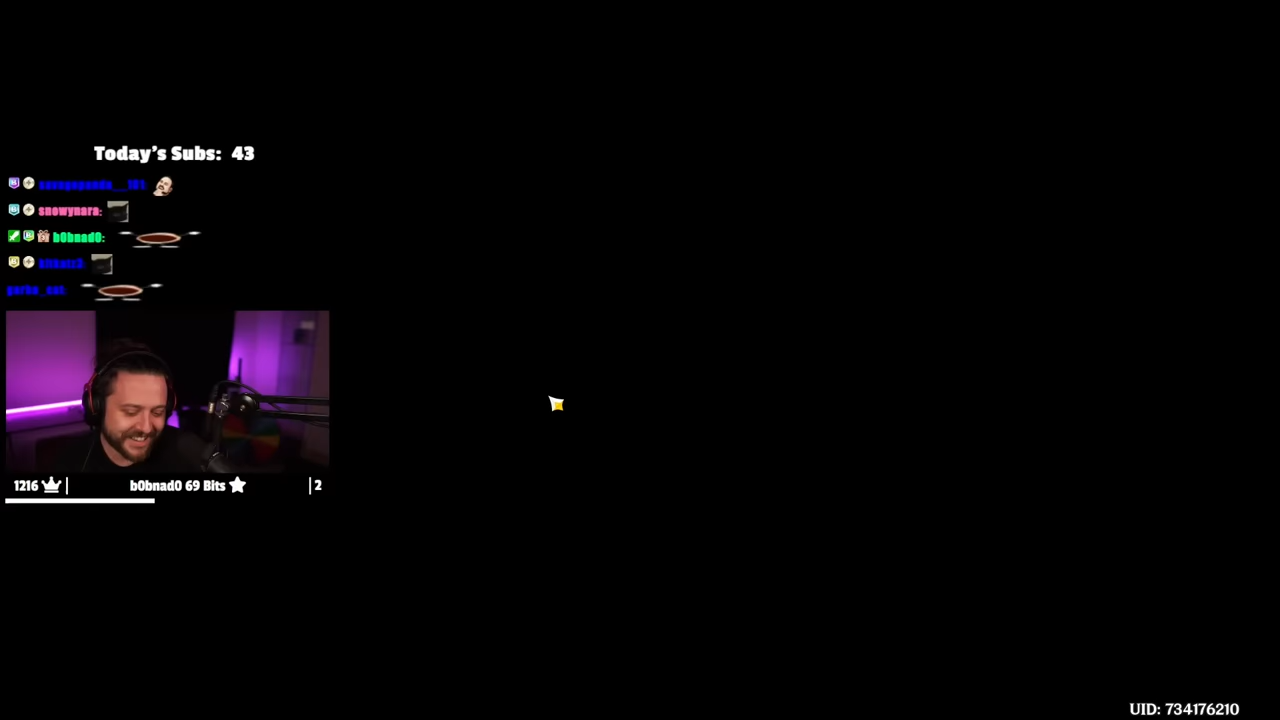 Today's Subs: 43
snowynara:
b0bnad0:
1216
b0bnad0 69 Bits
2
UID: 734176210